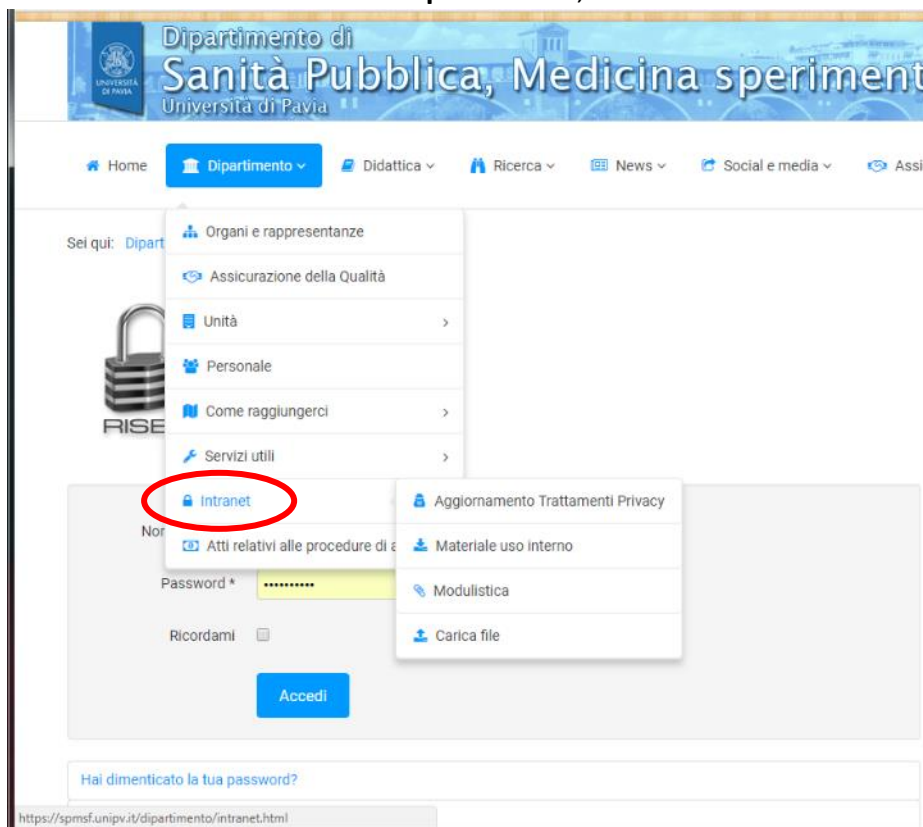 Dipartimento di
Sanità Pubblica, Medicina speriment
Università di Pavia
UNIVERSITÀ
DI PAVIA
Home Dipartimento Didattica Ricerca News Social e media Assi
Sei qui: Dipart
Organi e rappresentanze
Assicurazione della Qualità
Unità
Personale
Come raggiungerci
RISE
Servizi utili
Intranet
Aggiornamento Trattamenti Privacy
Nor
Atti relativi alle procedure di a
Materiale uso interno
Password * ••••••••••
Modulistica
Ricordami
Carica file
Accedi
Hai dimenticato la tua password?
https://spmsf.unipv.it/dipartimento/intranet.html